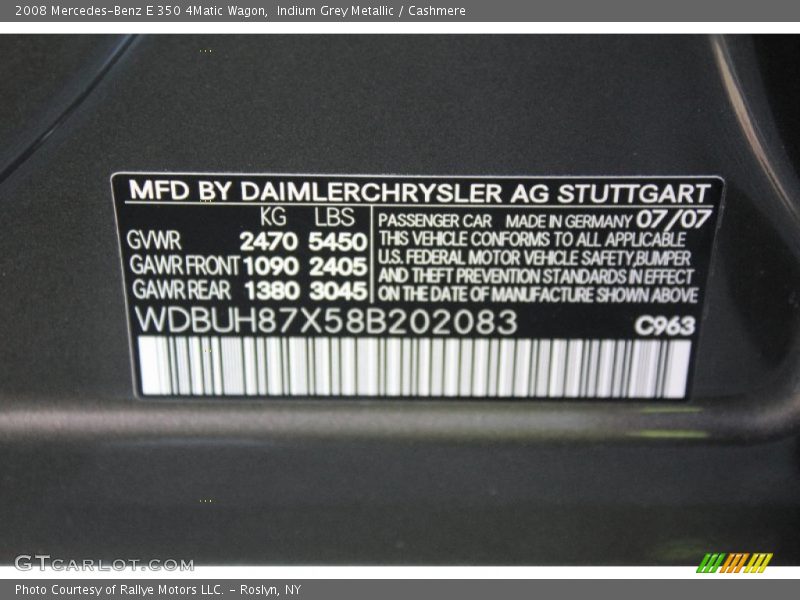 2008 Mercedes-Benz E 350 4Matic Wagon,  Indium Grey Metallic / Cashmere
MFD BY DAIMLERCHRYSLER AG STUTTGART
KG LBS
GVWR 2470 5450
GAWR FRONT 1090 2405
GAWR REAR 1380 3045
PASSENGER CAR MADE IN GERMANY 07/07
THIS VEHICLE CONFORMS TO ALL APPLICABLE
U.S. FEDERAL MOTOR VEHICLE SAFETY, BUMPER
AND THEFT PREVENTION STANDARDS IN EFFECT
ON THE DATE OF MANUFACTURE SHOWN ABOVE
WDBUH87X58B202083 C963
GTCARLOT.COM
Photo Courtesy of Rallye Motors LLC. - Roslyn, NY